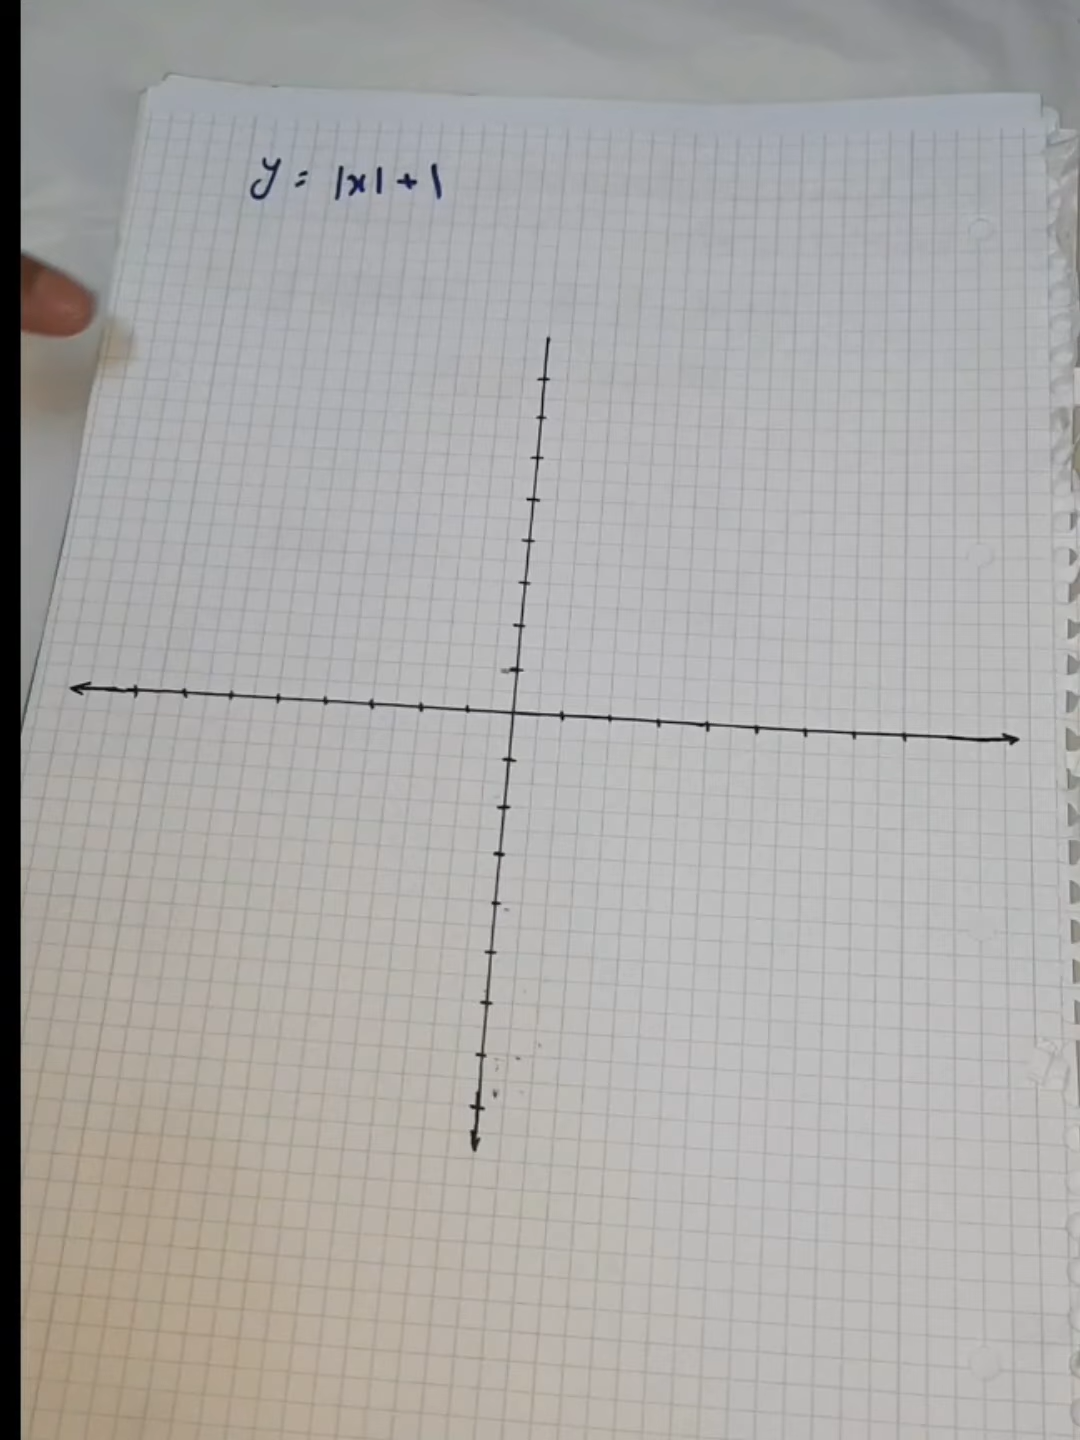 y = |x| + 1